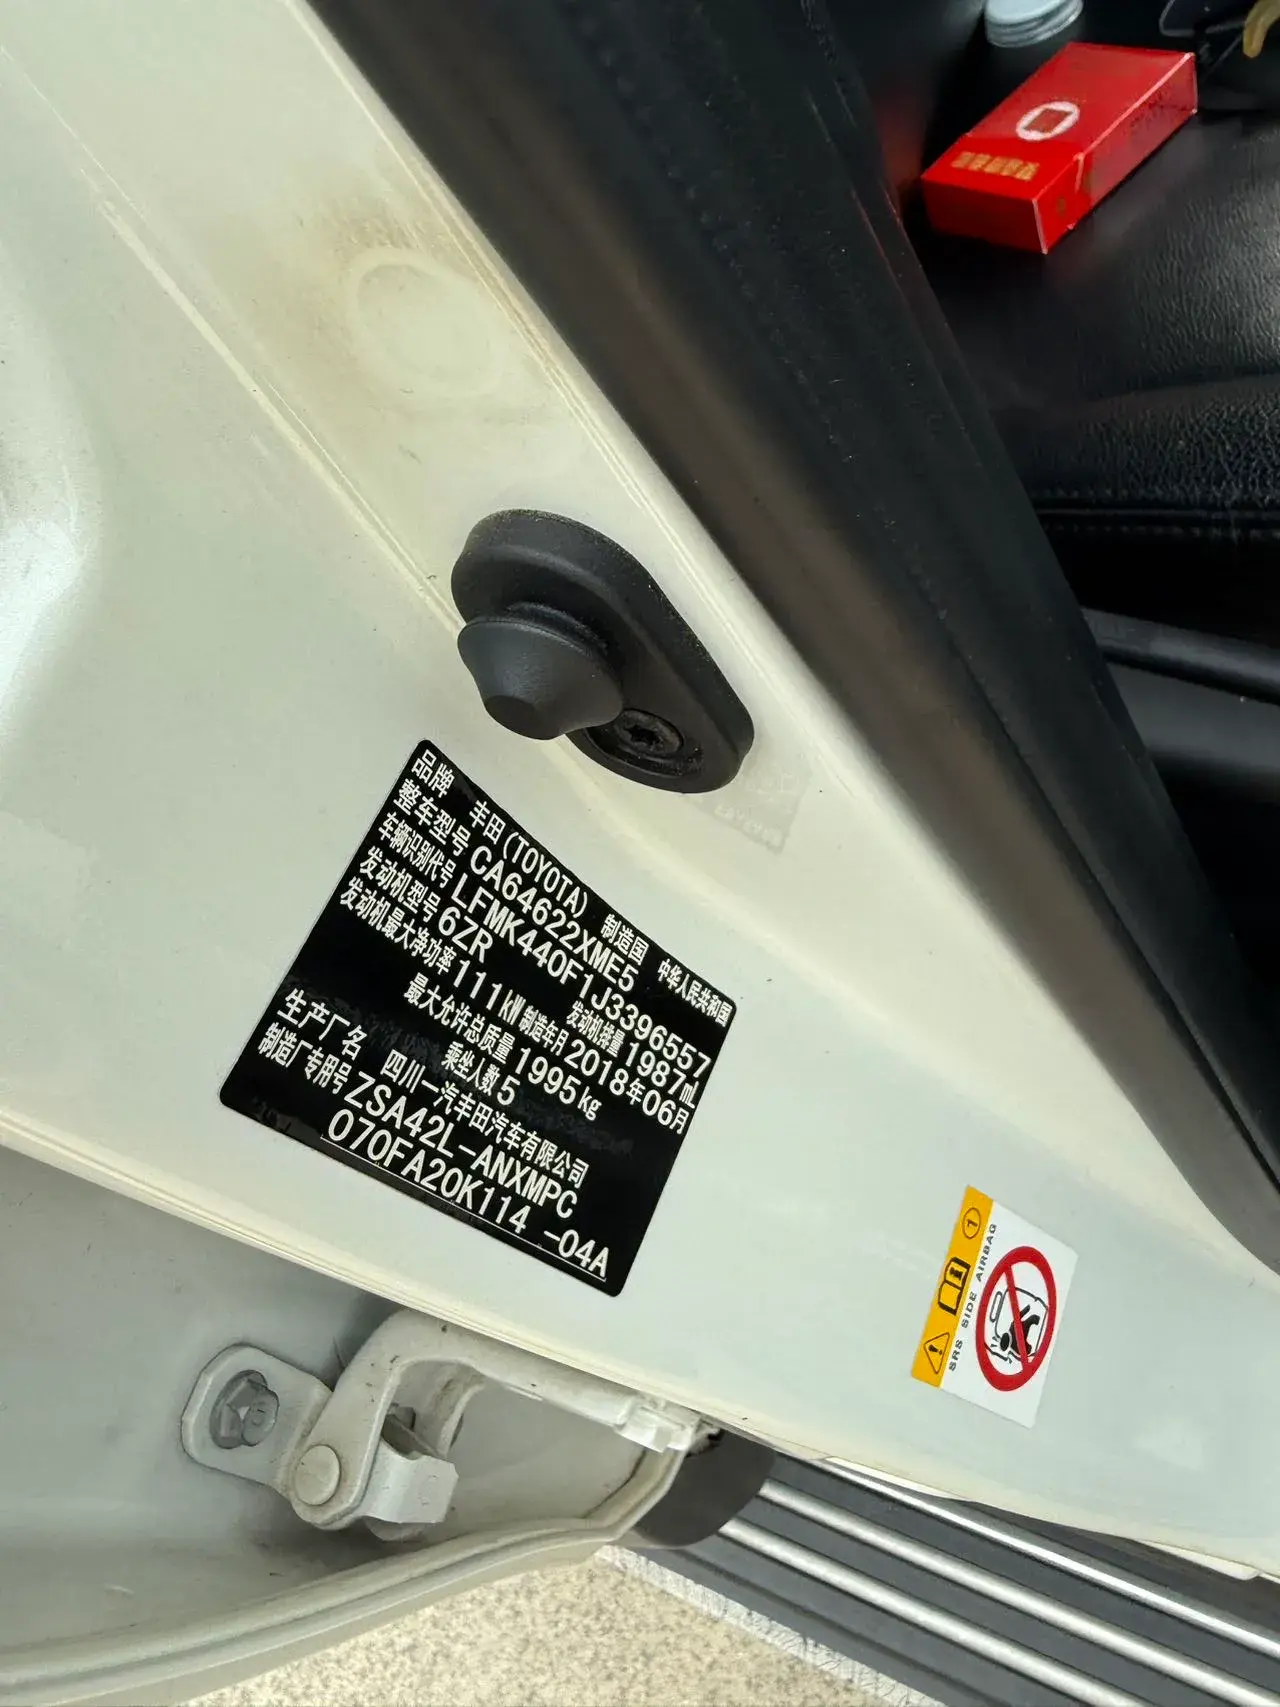 品牌 丰田(TOYOTA) 制造国 中华人民共和国
整车型号 CA64622XME5
车辆识别代号 LFMK440F1J3396557
发动机型号 6ZR 发动机排量 1987mL
发动机最大净功率 111kW 制造年月 2018年06月
最大允许总质量 1995kg
乘坐人数 5
生产厂名 四川一汽丰田汽车有限公司
制造厂专用号 ZSA42L-ANXMPC
070FA20K114 -04A
SRS SIDE AIRBAG
1